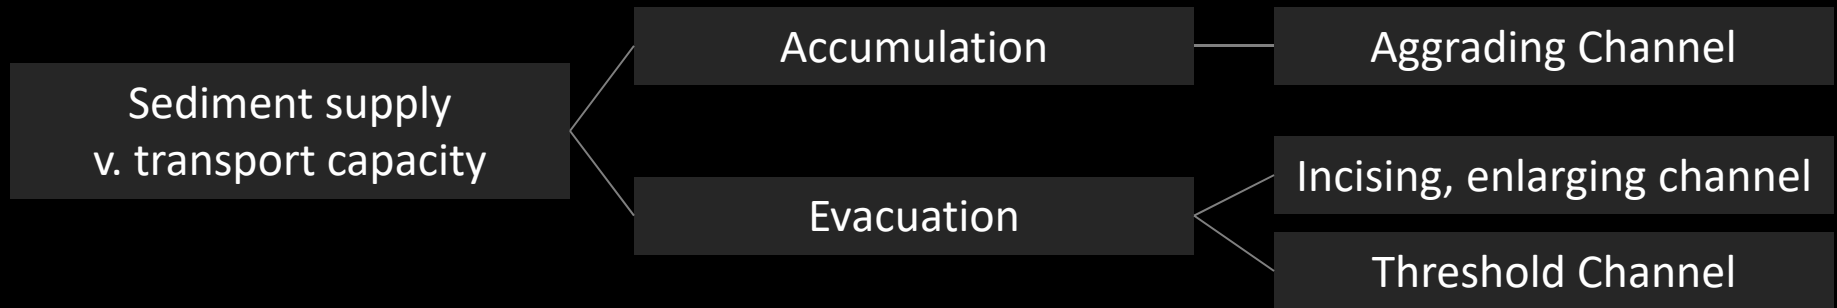 Sediment supply
v. transport capacity
Accumulation
Evacuation
Aggrading Channel
Incising, enlarging channel
Threshold Channel